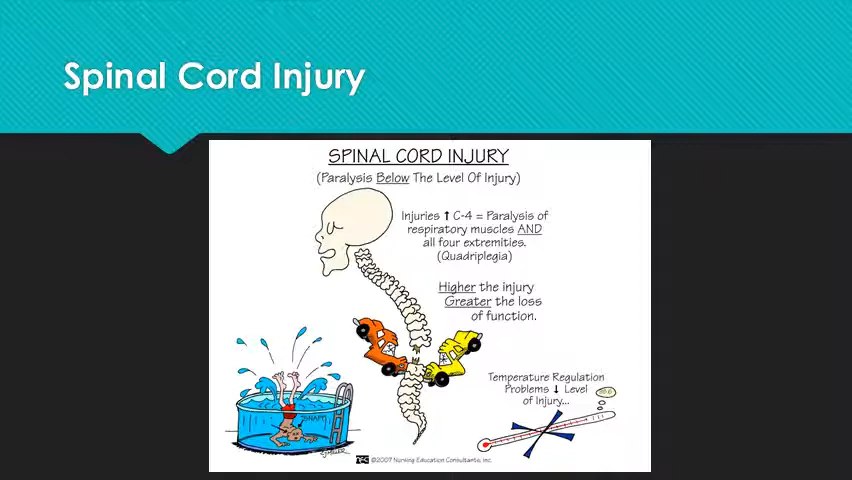 Spinal Cord Injury
SPINAL CORD INJURY
(Paralysis Below The Level Of Injury)
Injuries ↑ C-4 = Paralysis of
respiratory muscles AND
all four extremities.
(Quadriplegia)
Higher the injury
Greater the loss
of function.
Temperature Regulation
Problems ↓ Level
of Injury...
SNAP!
©2007 Nursing Education Consultants, Inc.